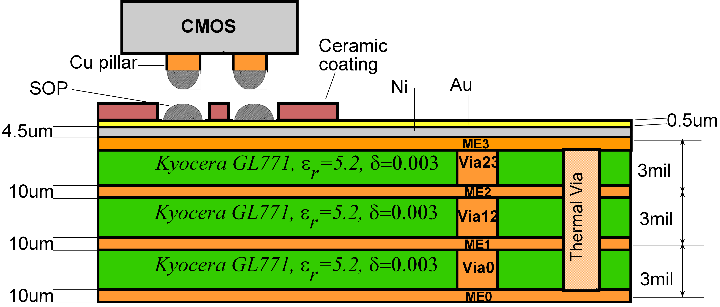 CMOS
Cu pillar
Ceramic
coating
SOP
Ni
Au
0.5um
4.5um
ME3
Kyocera GL771, εr=5.2, δ=0.003
Via23
3mil
10um
ME2
Kyocera GL771, εr=5.2, δ=0.003
Via12
Thermal Via
3mil
10um
ME1
Kyocera GL771, εr=5.2, δ=0.003
Via0
3mil
10um
ME0